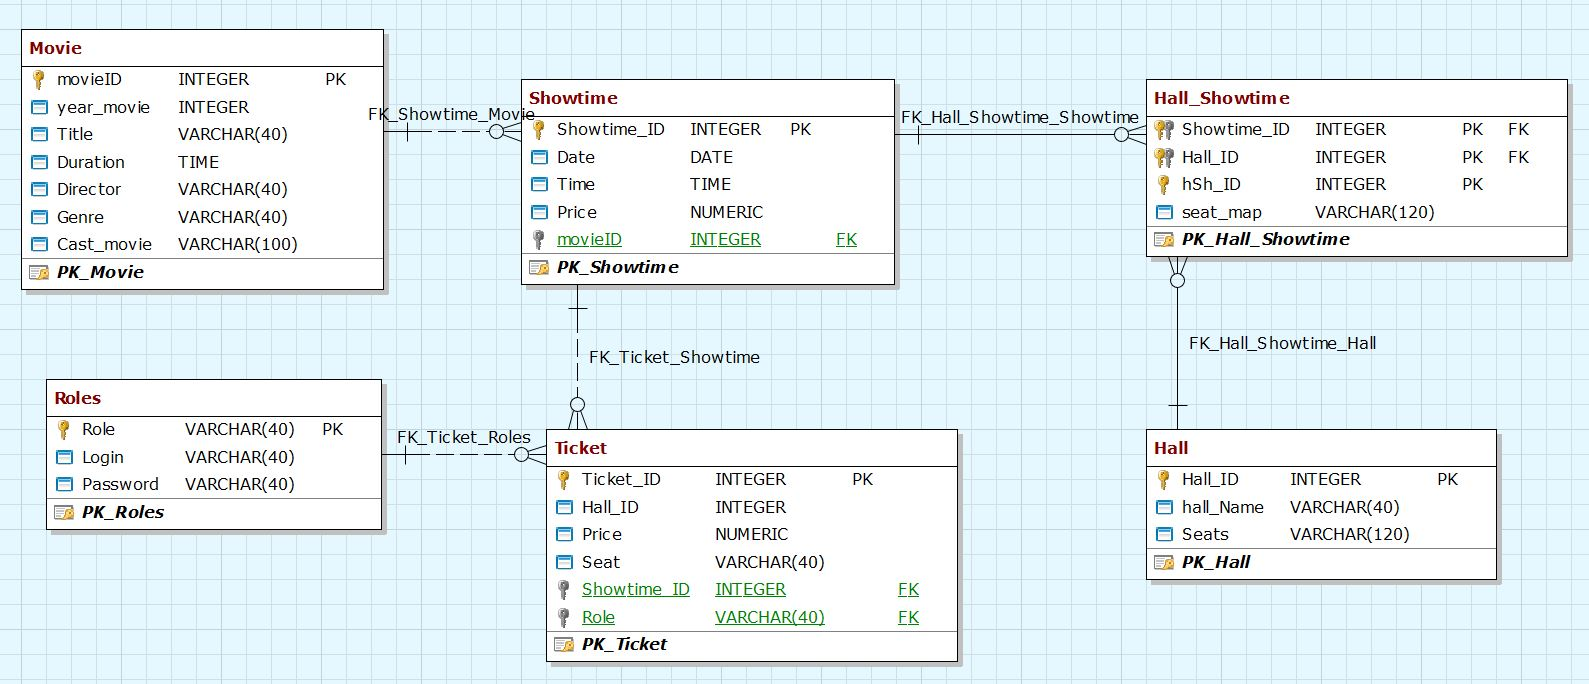 Movie
movieID INTEGER PK
year_movie INTEGER
Title VARCHAR(40)
Duration TIME
Director VARCHAR(40)
Genre VARCHAR(40)
Cast_movie VARCHAR(100)
PK_Movie
FK_Showtime_Movie
Showtime
Showtime_ID INTEGER PK
Date DATE
Time TIME
Price NUMERIC
movieID INTEGER FK
PK_Showtime
FK_Hall_Showtime_Showtime
Hall_Showtime
Showtime_ID INTEGER PK FK
Hall_ID INTEGER PK FK
hSh_ID INTEGER PK
seat_map VARCHAR(120)
PK_Hall_Showtime
FK_Ticket_Showtime
FK_Hall_Showtime_Hall
Roles
Role VARCHAR(40) PK
Login VARCHAR(40)
Password VARCHAR(40)
PK_Roles
FK_Ticket_Roles
Ticket
Ticket_ID INTEGER PK
Hall_ID INTEGER
Price NUMERIC
Seat VARCHAR(40)
Showtime_ID INTEGER FK
Role VARCHAR(40) FK
PK_Ticket
Hall
Hall_ID INTEGER PK
hall_Name VARCHAR(40)
Seats VARCHAR(120)
PK_Hall